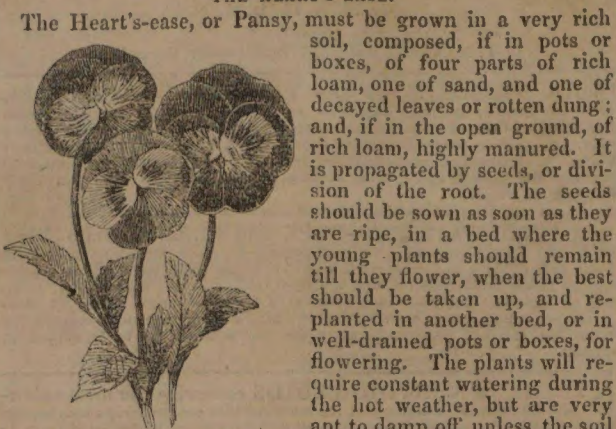 The Heart's-ease, or Pansy, must be grown in a very rich
soil, composed, if in pots or
boxes, of four parts of rich
loam, one of sand, and one of
decayed leaves or rotten dung;
and, if in the open ground, of
rich loam, highly manured. It
is propagated by seeds, or divi-
sion of the root. The seeds
should be sown as soon as they
are ripe, in a bed where the
young plants should remain
till they flower, when the best
should be taken up, and re-
planted in another bed, or in
well-drained pots or boxes, for
flowering. The plants will re-
quire constant watering during
the hot weather, but are very
apt to damp off unless the soil